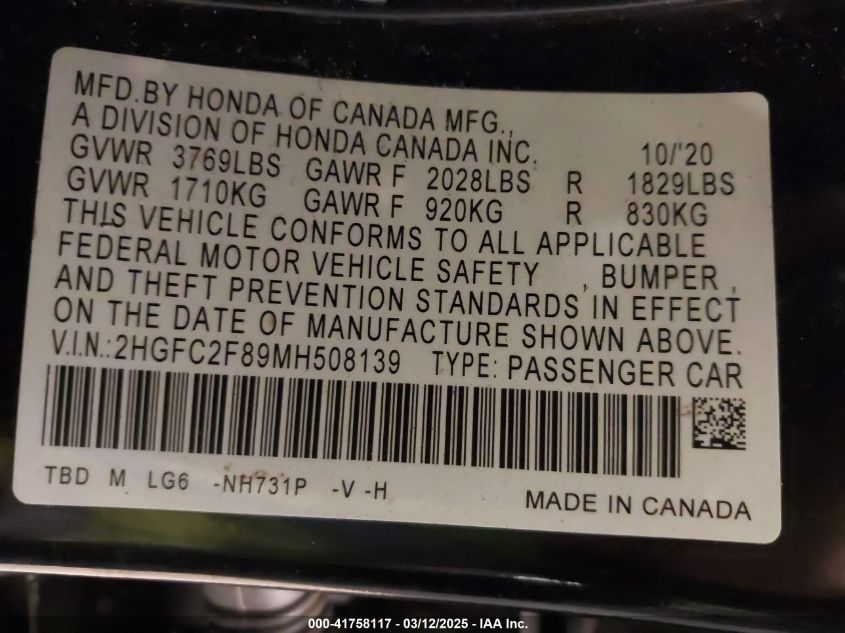 MFD. BY HONDA OF CANADA MFG.,
A DIVISION OF HONDA CANADA INC. 10/'20
GVWR 3769LBS GAWR F 2028LBS R 1829LBS
GVWR 1710KG GAWR F 920KG R 830KG
THIS VEHICLE CONFORMS TO ALL APPLICABLE
FEDERAL MOTOR VEHICLE SAFETY , BUMPER ,
AND THEFT PREVENTION STANDARDS IN EFFECT
ON THE DATE OF MANUFACTURE SHOWN ABOVE.
V.I.N.:2HGFC2F89MH508139 TYPE: PASSENGER CAR
TBD M LG6 -NH731P -V -H
MADE IN CANADA
000-41758117 - 03/12/2025 - IAA Inc.